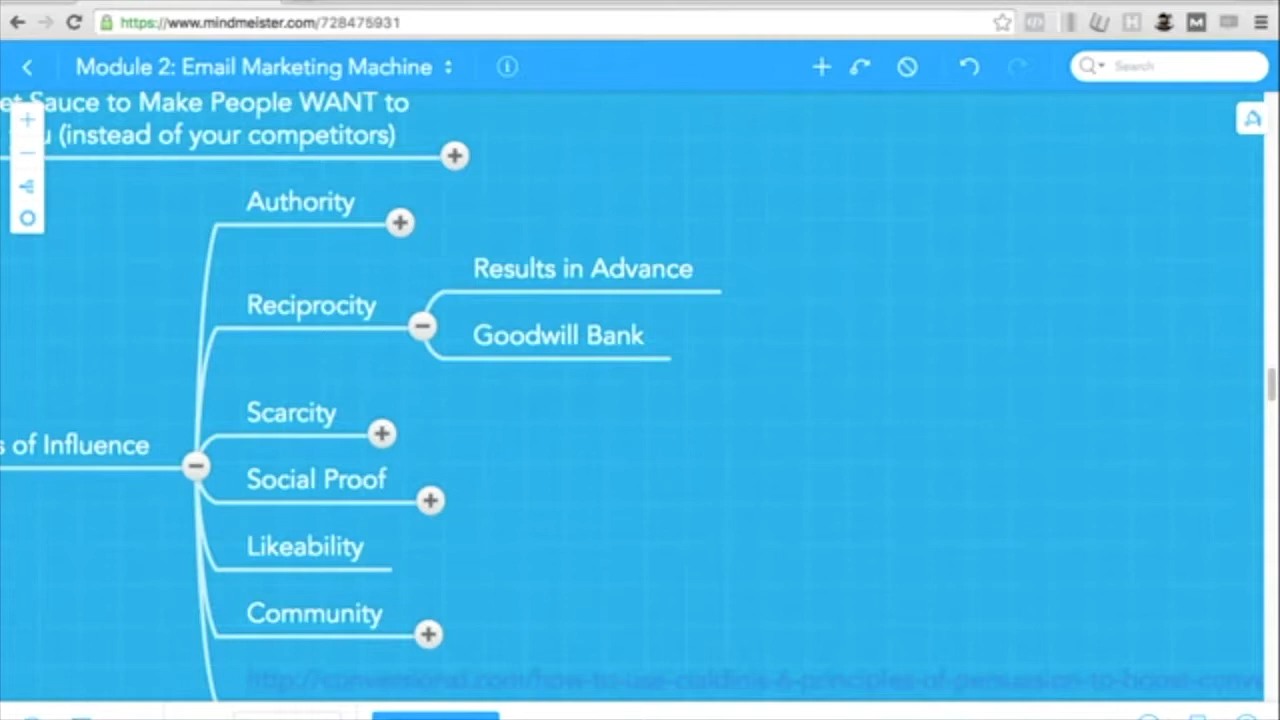 https://www.mindmeister.com/728475931
Module 2: Email Marketing Machine
Search
et Sauce to Make People WANT to
u (instead of your competitors)
Authority
Results in Advance
Reciprocity
Goodwill Bank
Scarcity
s of Influence
Social Proof
Likeability
Community